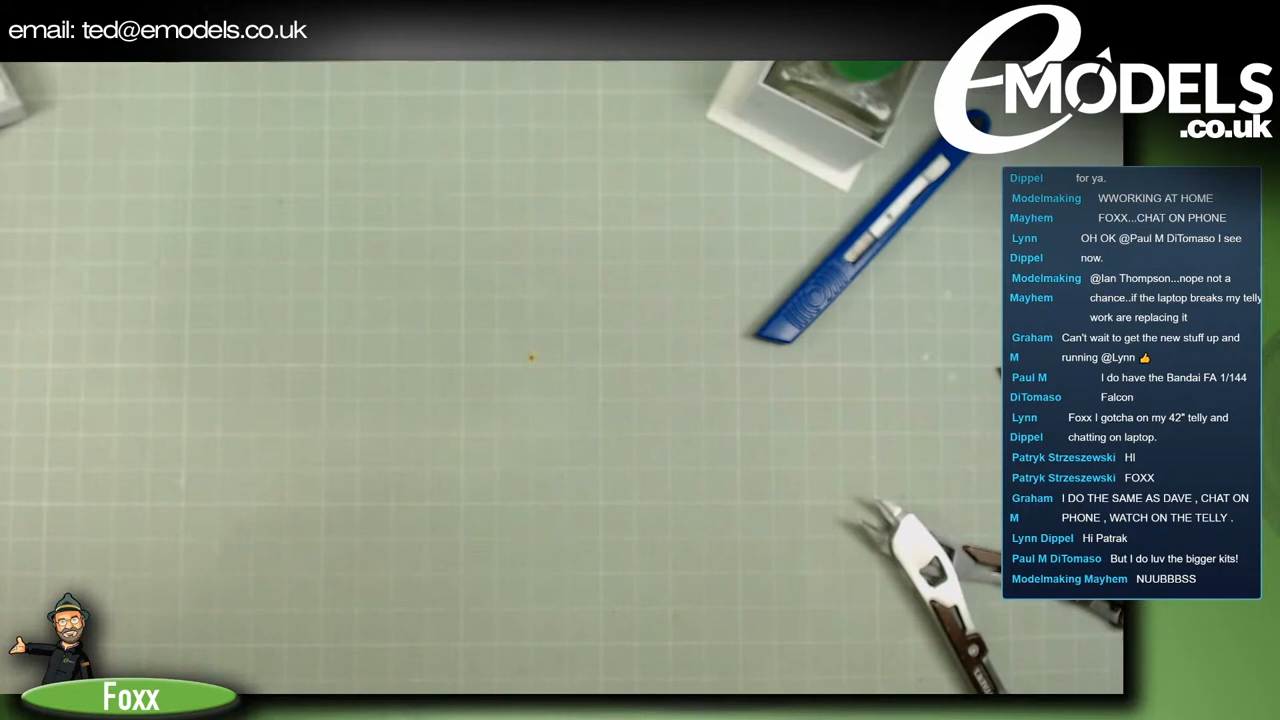 email: ted@emodels.co.uk
eMODELS
.co.uk
Dippel for ya.
Modelmaking WWORKING AT HOME
Mayhem FOXX...CHAT ON PHONE
Lynn OH OK @Paul M DiTomaso I see
Dippel now.
Modelmaking @Ian Thompson...nope not a
Mayhem chance..if the laptop breaks my telly
work are replacing it
Graham Can't wait to get the new stuff up and
M running @Lynn 👍
Paul M I do have the Bandai FA 1/144
DiTomaso Falcon
Lynn Foxx I gotcha on my 42" telly and
Dippel chatting on laptop.
Patryk Strzeszewski HI
Patryk Strzeszewski FOXX
Graham I DO THE SAME AS DAVE , CHAT ON
M PHONE , WATCH ON THE TELLY .
Lynn Dippel Hi Patrak
Paul M DiTomaso But I do luv the bigger kits!
Modelmaking Mayhem NUUBBBSS
Foxx